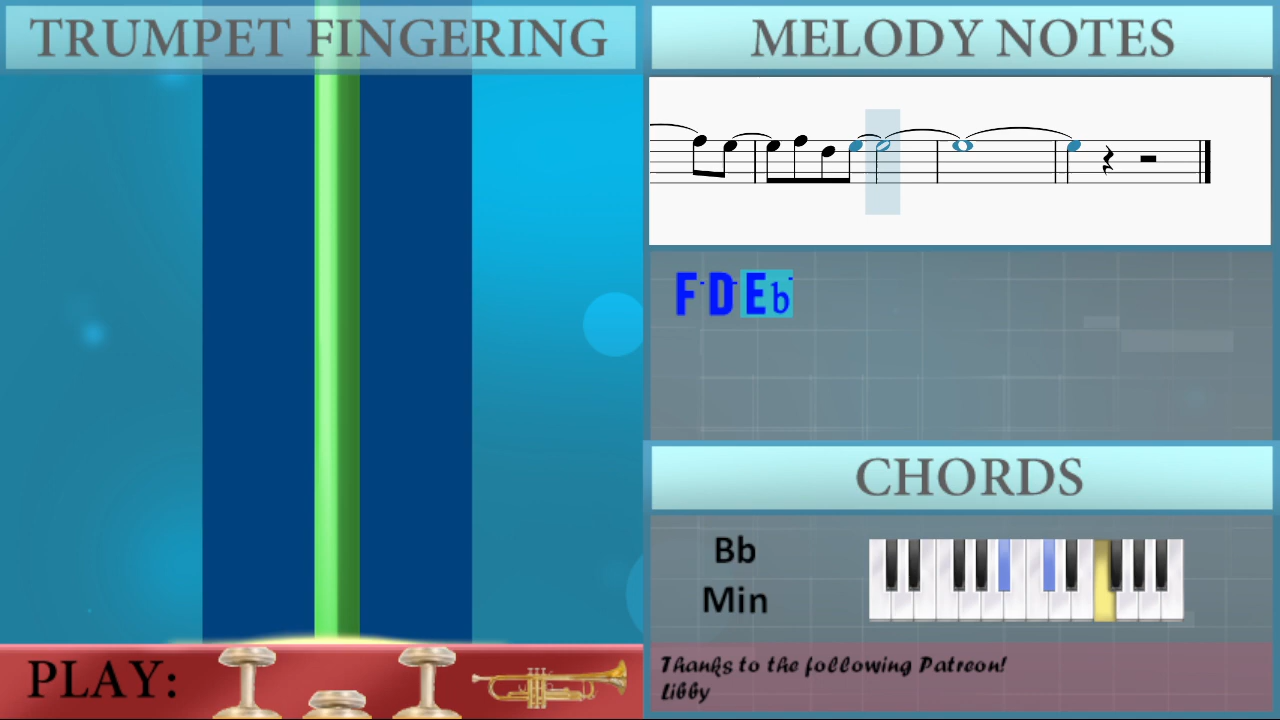 TRUMPET FINGERING
MELODY NOTES
F D Eb
CHORDS
Bb
Min
PLAY:
Thanks to the following Patreon!
Libby